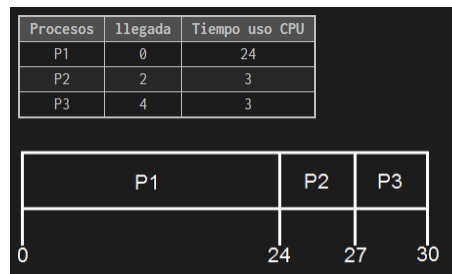 Procesos llegada Tiempo uso CPU
P1 0 24
P2 2 3
P3 4 3
P1 P2 P3
0 24 27 30